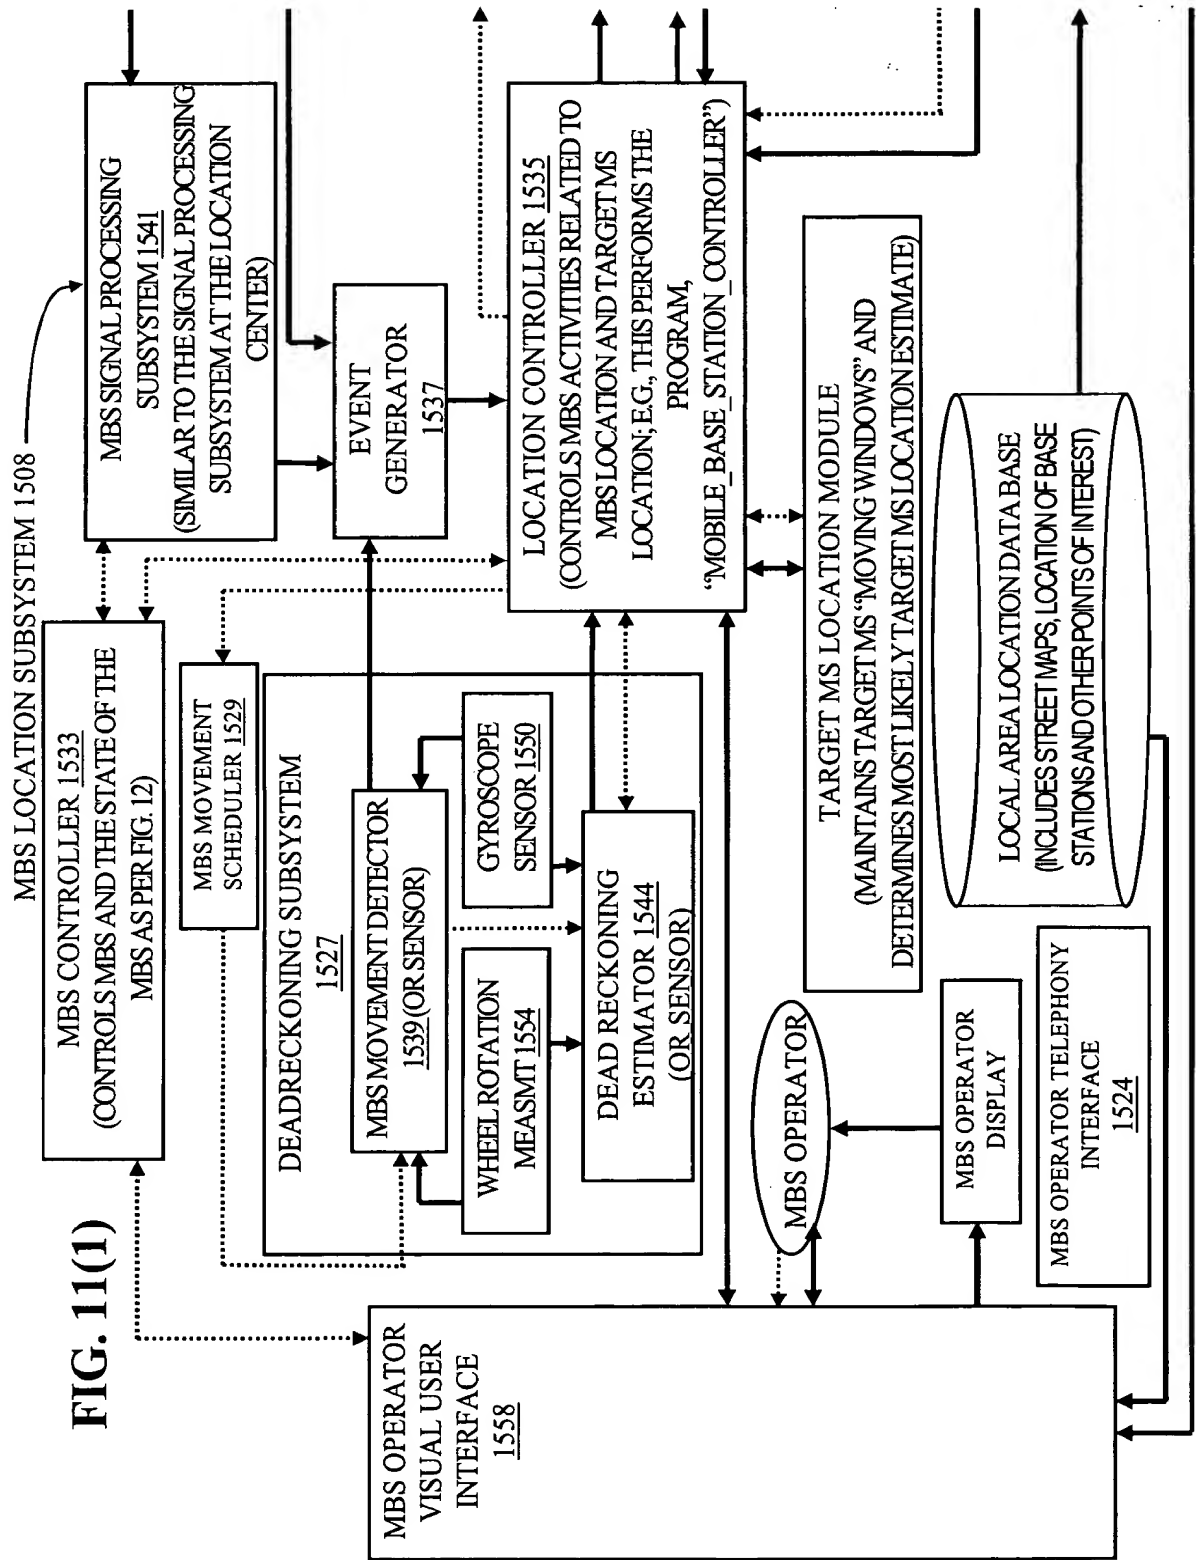 FIG. 11(1)
MBS LOCATION SUBSYSTEM 1508
MBS CONTROLLER 1533
(CONTROLS MBS AND THE STATE OF THE
MBS AS PER FIG. 12)
MBS SIGNAL PROCESSING
SUBSYSTEM 1541
(SIMILAR TO THE SIGNAL PROCESSING
SUBSYSTEM AT THE LOCATION
CENTER)
MBS MOVEMENT
SCHEDULER 1529
DEADRECKONING SUBSYSTEM
1527
MBS MOVEMENT DETECTOR
1539 (OR SENSOR)
WHEEL ROTATION
MEASMT 1554
GYROSCOPE
SENSOR 1550
DEAD RECKONING
ESTIMATOR 1544
(OR SENSOR)
EVENT
GENERATOR
1537
LOCATION CONTROLLER 1535
(CONTROLS MBS ACTIVITIES RELATED TO
MBS LOCATION AND TARGET MS
LOCATION; E.G., THIS PERFORMS THE
PROGRAM,
“MOBILE_BASE_STATION_CONTROLLER”)
MBS OPERATOR
VISUAL USER
INTERFACE
1558
MBS OPERATOR
TARGET MS LOCATION MODULE
(MAINTAINS TARGET MS “MOVING WINDOWS” AND
DETERMINES MOST LIKELY TARGET MS LOCATION ESTIMATE)
MBS OPERATOR
DISPLAY
LOCAL AREA LOCATION DATA BASE
(INCLUDES STREET MAPS, LOCATION OF BASE
STATIONS AND OTHER POINTS OF INTEREST)
MBS OPERATOR TELEPHONY
INTERFACE
1524